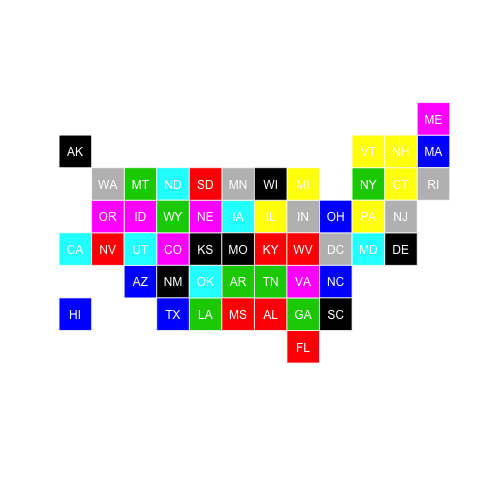 ME
AK VT NH MA
WA MT ND SD MN WI MI NY CT RI
OR ID WY NE IA IL IN OH PA NJ
CA NV UT CO KS MO KY WV DC MD DE
AZ NM OK AR TN VA NC
HI TX LA MS AL GA SC
FL